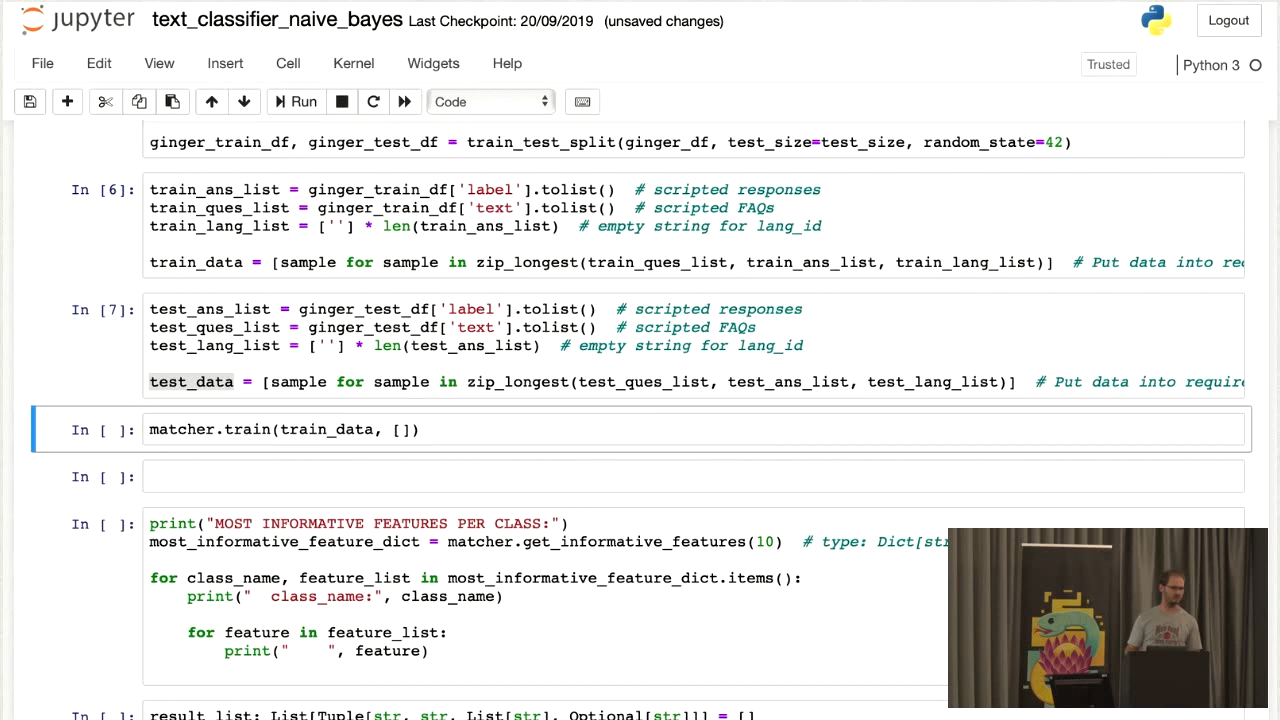 jupyter text_classifier_naive_bayes Last Checkpoint: 20/09/2019 (unsaved changes) Logout
File Edit View Insert Cell Kernel Widgets Help Trusted Python 3
Run Code
ginger_train_df, ginger_test_df = train_test_split(ginger_df, test_size=test_size, random_state=42)
In [6]: train_ans_list = ginger_train_df['label'].tolist()  # scripted responses
train_ques_list = ginger_train_df['text'].tolist()  # scripted FAQs
train_lang_list = [''] * len(train_ans_list)  # empty string for lang_id
train_data = [sample for sample in zip_longest(train_ques_list, train_ans_list, train_lang_list)]  # Put data into rec
In [7]: test_ans_list = ginger_test_df['label'].tolist()  # scripted responses
test_ques_list = ginger_test_df['text'].tolist()  # scripted FAQs
test_lang_list = [''] * len(test_ans_list)  # empty string for lang_id
test_data = [sample for sample in zip_longest(test_ques_list, test_ans_list, test_lang_list)]  # Put data into require
In [ ]: matcher.train(train_data, [])
In [ ]:
In [ ]: print("MOST INFORMATIVE FEATURES PER CLASS:")
most_informative_feature_dict = matcher.get_informative_features(10)  # type: Dict[str
for class_name, feature_list in most_informative_feature_dict.items():
    print("  class_name:", class_name)
    for feature in feature_list:
        print("    ", feature)
In [ ]: result_list: List[Tuple[str, str, List[str], Optional[str]]] = []